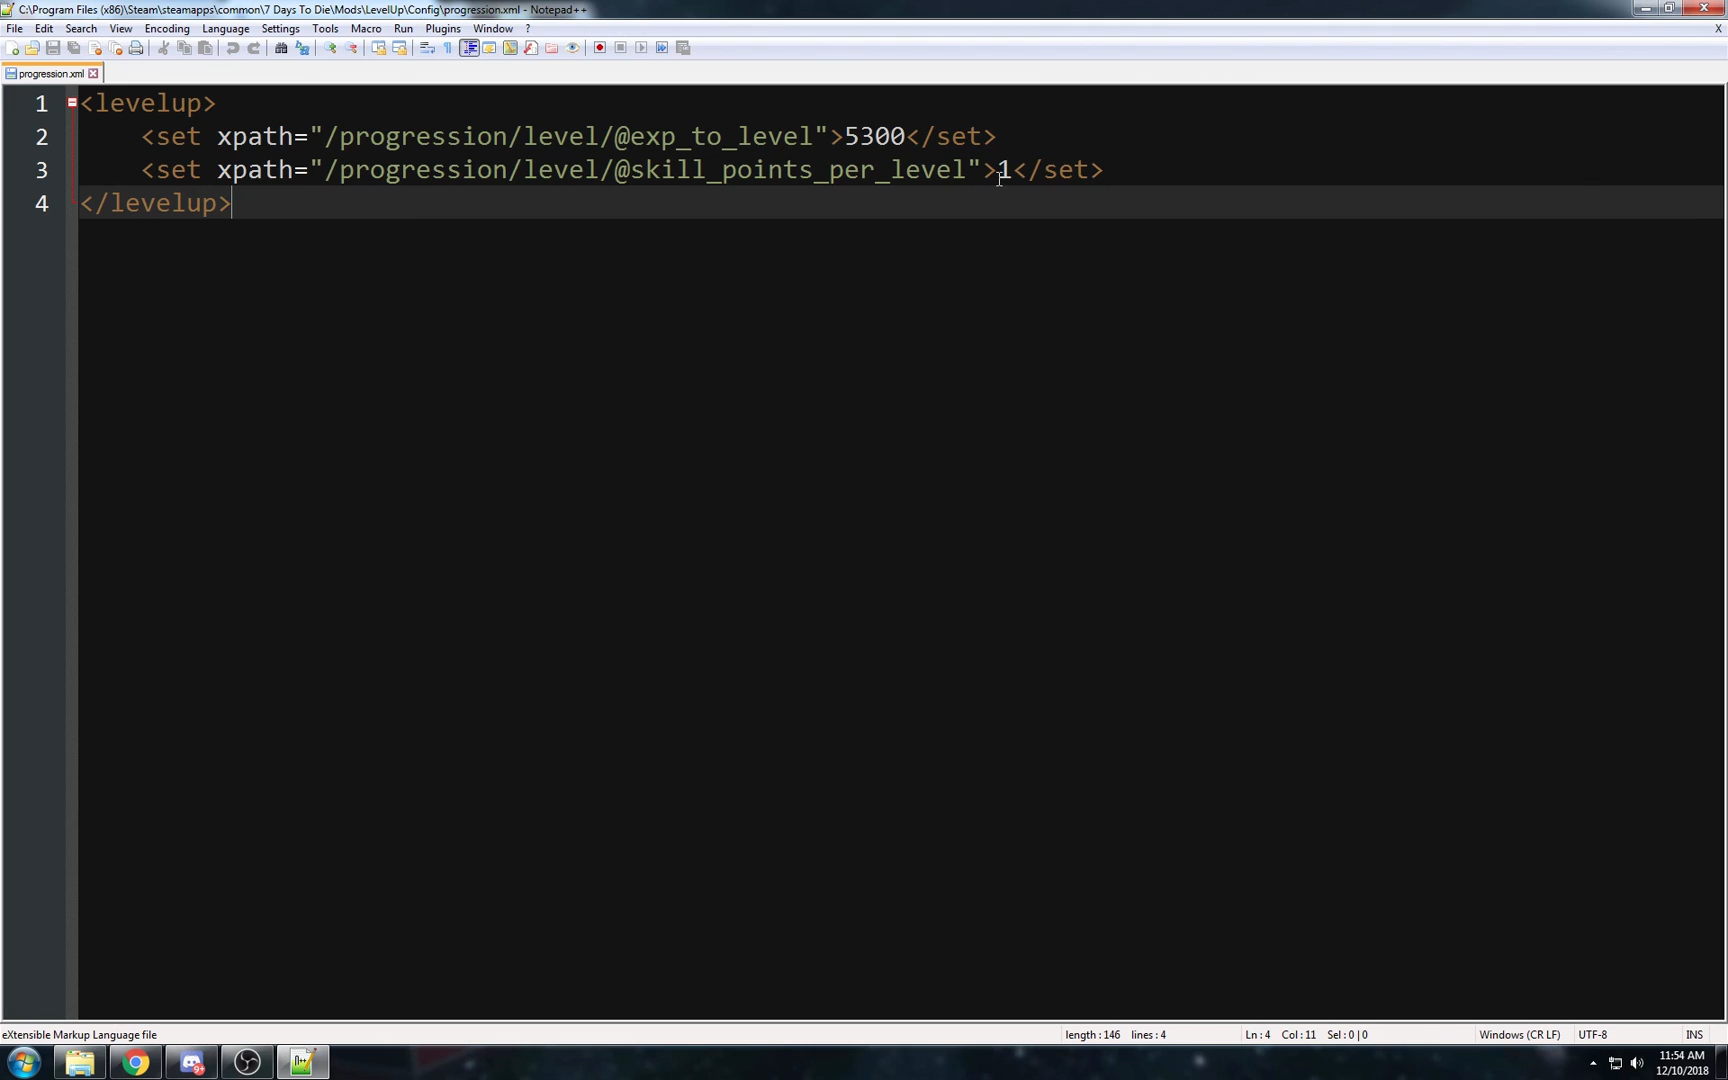 C:\Program Files (x86)\Steam\steamapps\common\7 Days To Die\Mods\LevelUp\Config\progression.xml - Notepad++
File Edit Search View Encoding Language Settings Tools Macro Run Plugins Window ? X
progression.xml
1 <levelup>
2 <set xpath="/progression/level/@exp_to_level">5300</set>
3 <set xpath="/progression/level/@skill_points_per_level">1</set>
4 </levelup>
eXtensible Markup Language file length : 146 lines : 4 Ln : 4 Col : 11 Sel : 0 | 0 Windows (CR LF) UTF-8 INS
11:54 AM
12/10/2018